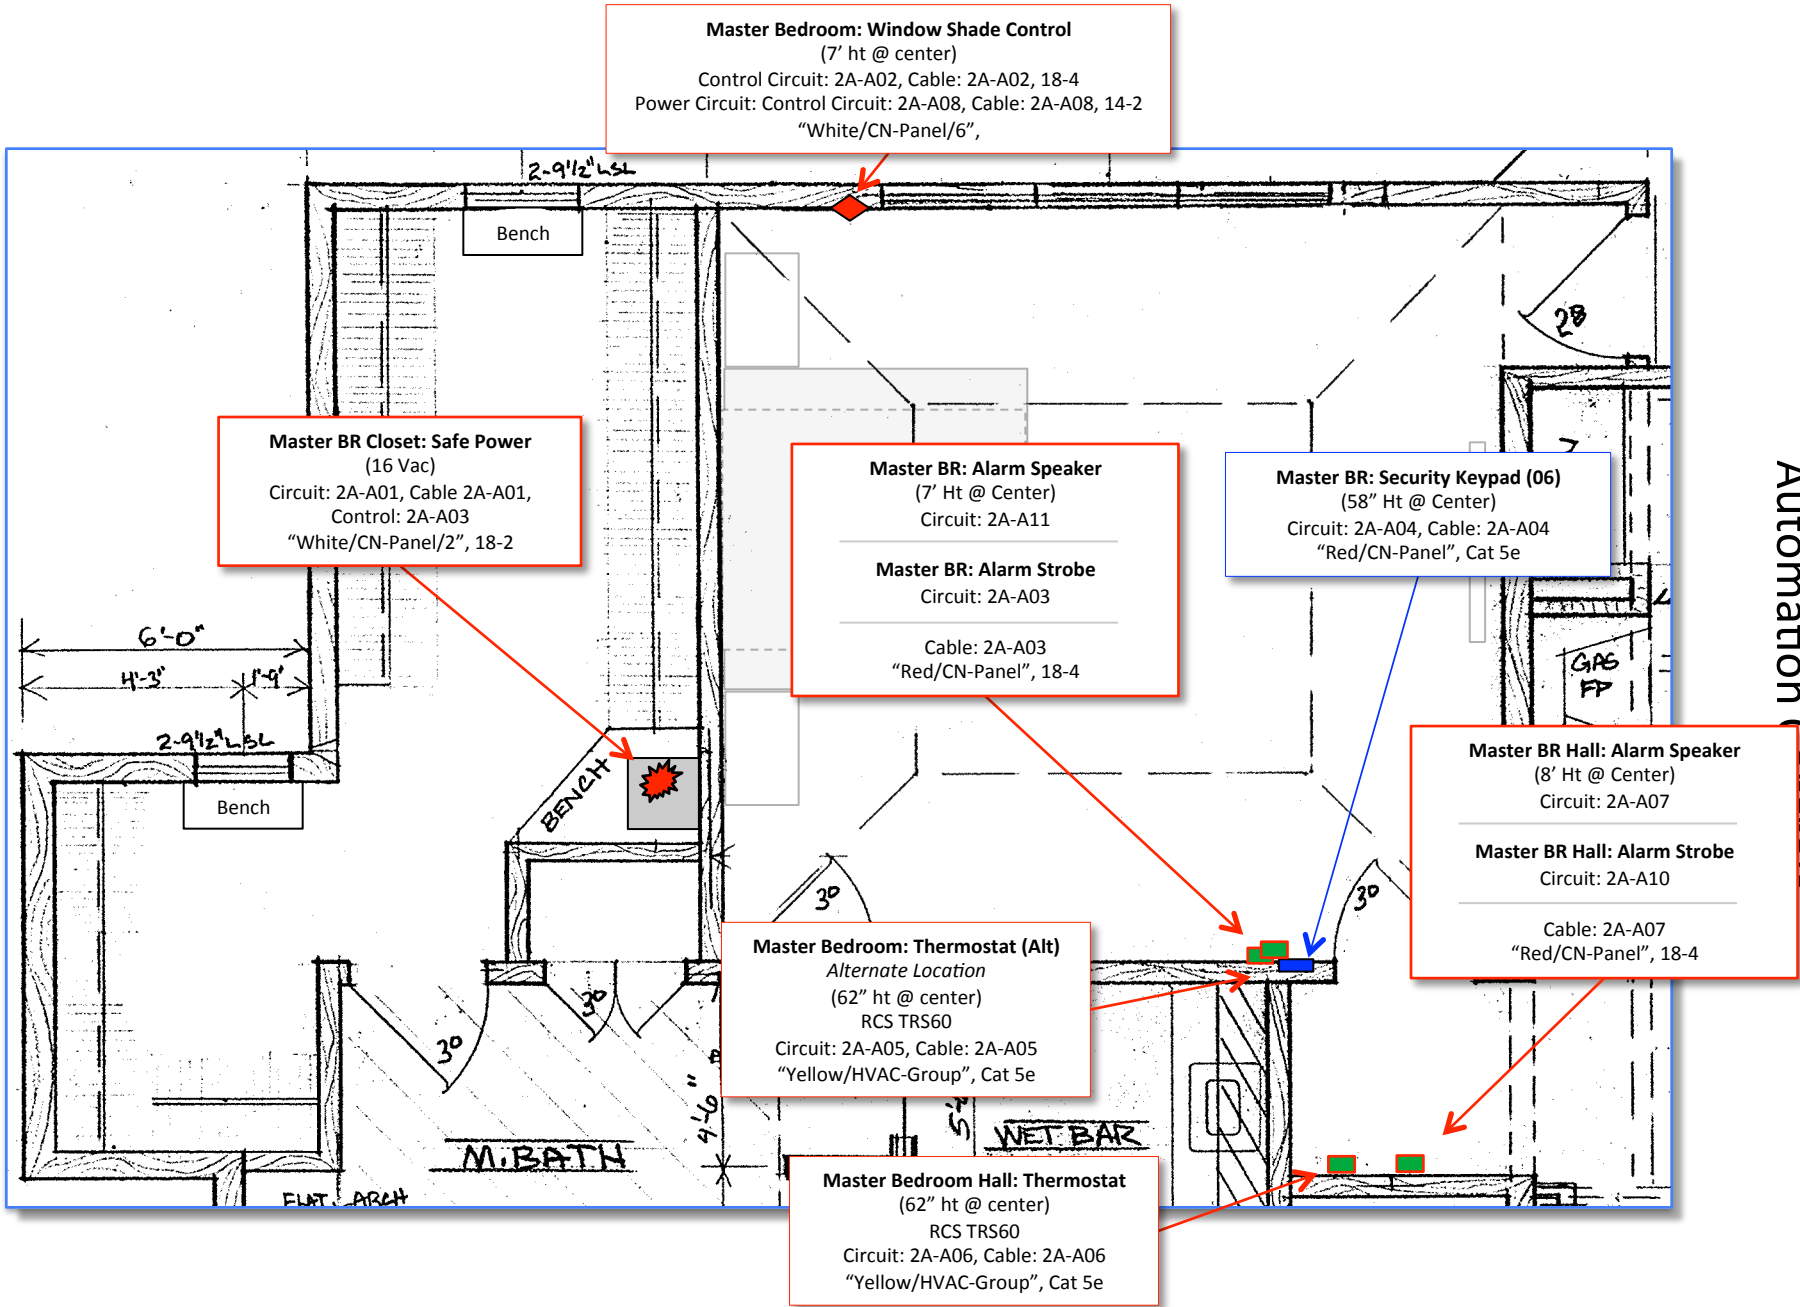 Master Bedroom: Window Shade Control
(7’ ht @ center)
Control Circuit: 2A-A02, Cable: 2A-A02, 18-4
Power Circuit: Control Circuit: 2A-A08, Cable: 2A-A08, 14-2
“White/CN-Panel/6”,
2-9½" LSL
Bench
28
Master BR Closet: Safe Power
(16 Vac)
Circuit: 2A-A01, Cable 2A-A01,
Control: 2A-A03
“White/CN-Panel/2”, 18-2
Master BR: Alarm Speaker
(7’ Ht @ Center)
Circuit: 2A-A11
Master BR: Alarm Strobe
Circuit: 2A-A03
Cable: 2A-A03
“Red/CN-Panel”, 18-4
Master BR: Security Keypad (06)
(58” Ht @ Center)
Circuit: 2A-A04, Cable: 2A-A04
“Red/CN-Panel”, Cat 5e
Automation
6'-0"
4'-3"
1'-9"
2-9½" LSL
Bench
BENCH
GAS
FP
Master BR Hall: Alarm Speaker
(8’ Ht @ Center)
Circuit: 2A-A07
Master BR Hall: Alarm Strobe
Circuit: 2A-A10
Cable: 2A-A07
“Red/CN-Panel”, 18-4
30
30
Master Bedroom: Thermostat (Alt)
Alternate Location
(62” ht @ center)
RCS TRS60
Circuit: 2A-A05, Cable: 2A-A05
“Yellow/HVAC-Group”, Cat 5e
30
30
4'-6"
M. BATH
WET BAR
FLAT ARCH
Master Bedroom Hall: Thermostat
(62” ht @ center)
RCS TRS60
Circuit: 2A-A06, Cable: 2A-A06
“Yellow/HVAC-Group”, Cat 5e